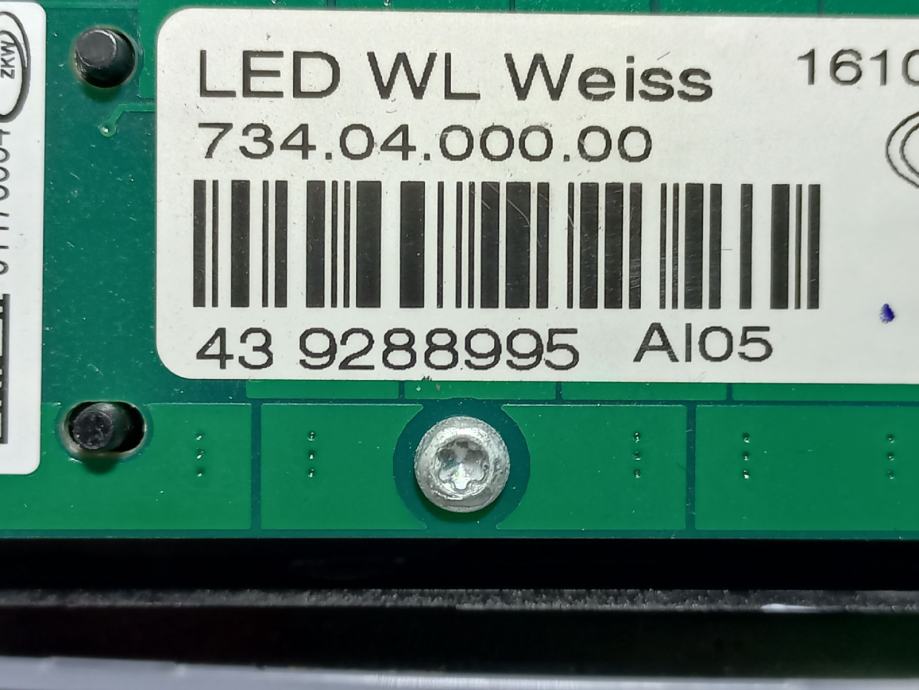 ZKW
LED WL Weiss
1610
734.04.000.00
43 9288995 AI05